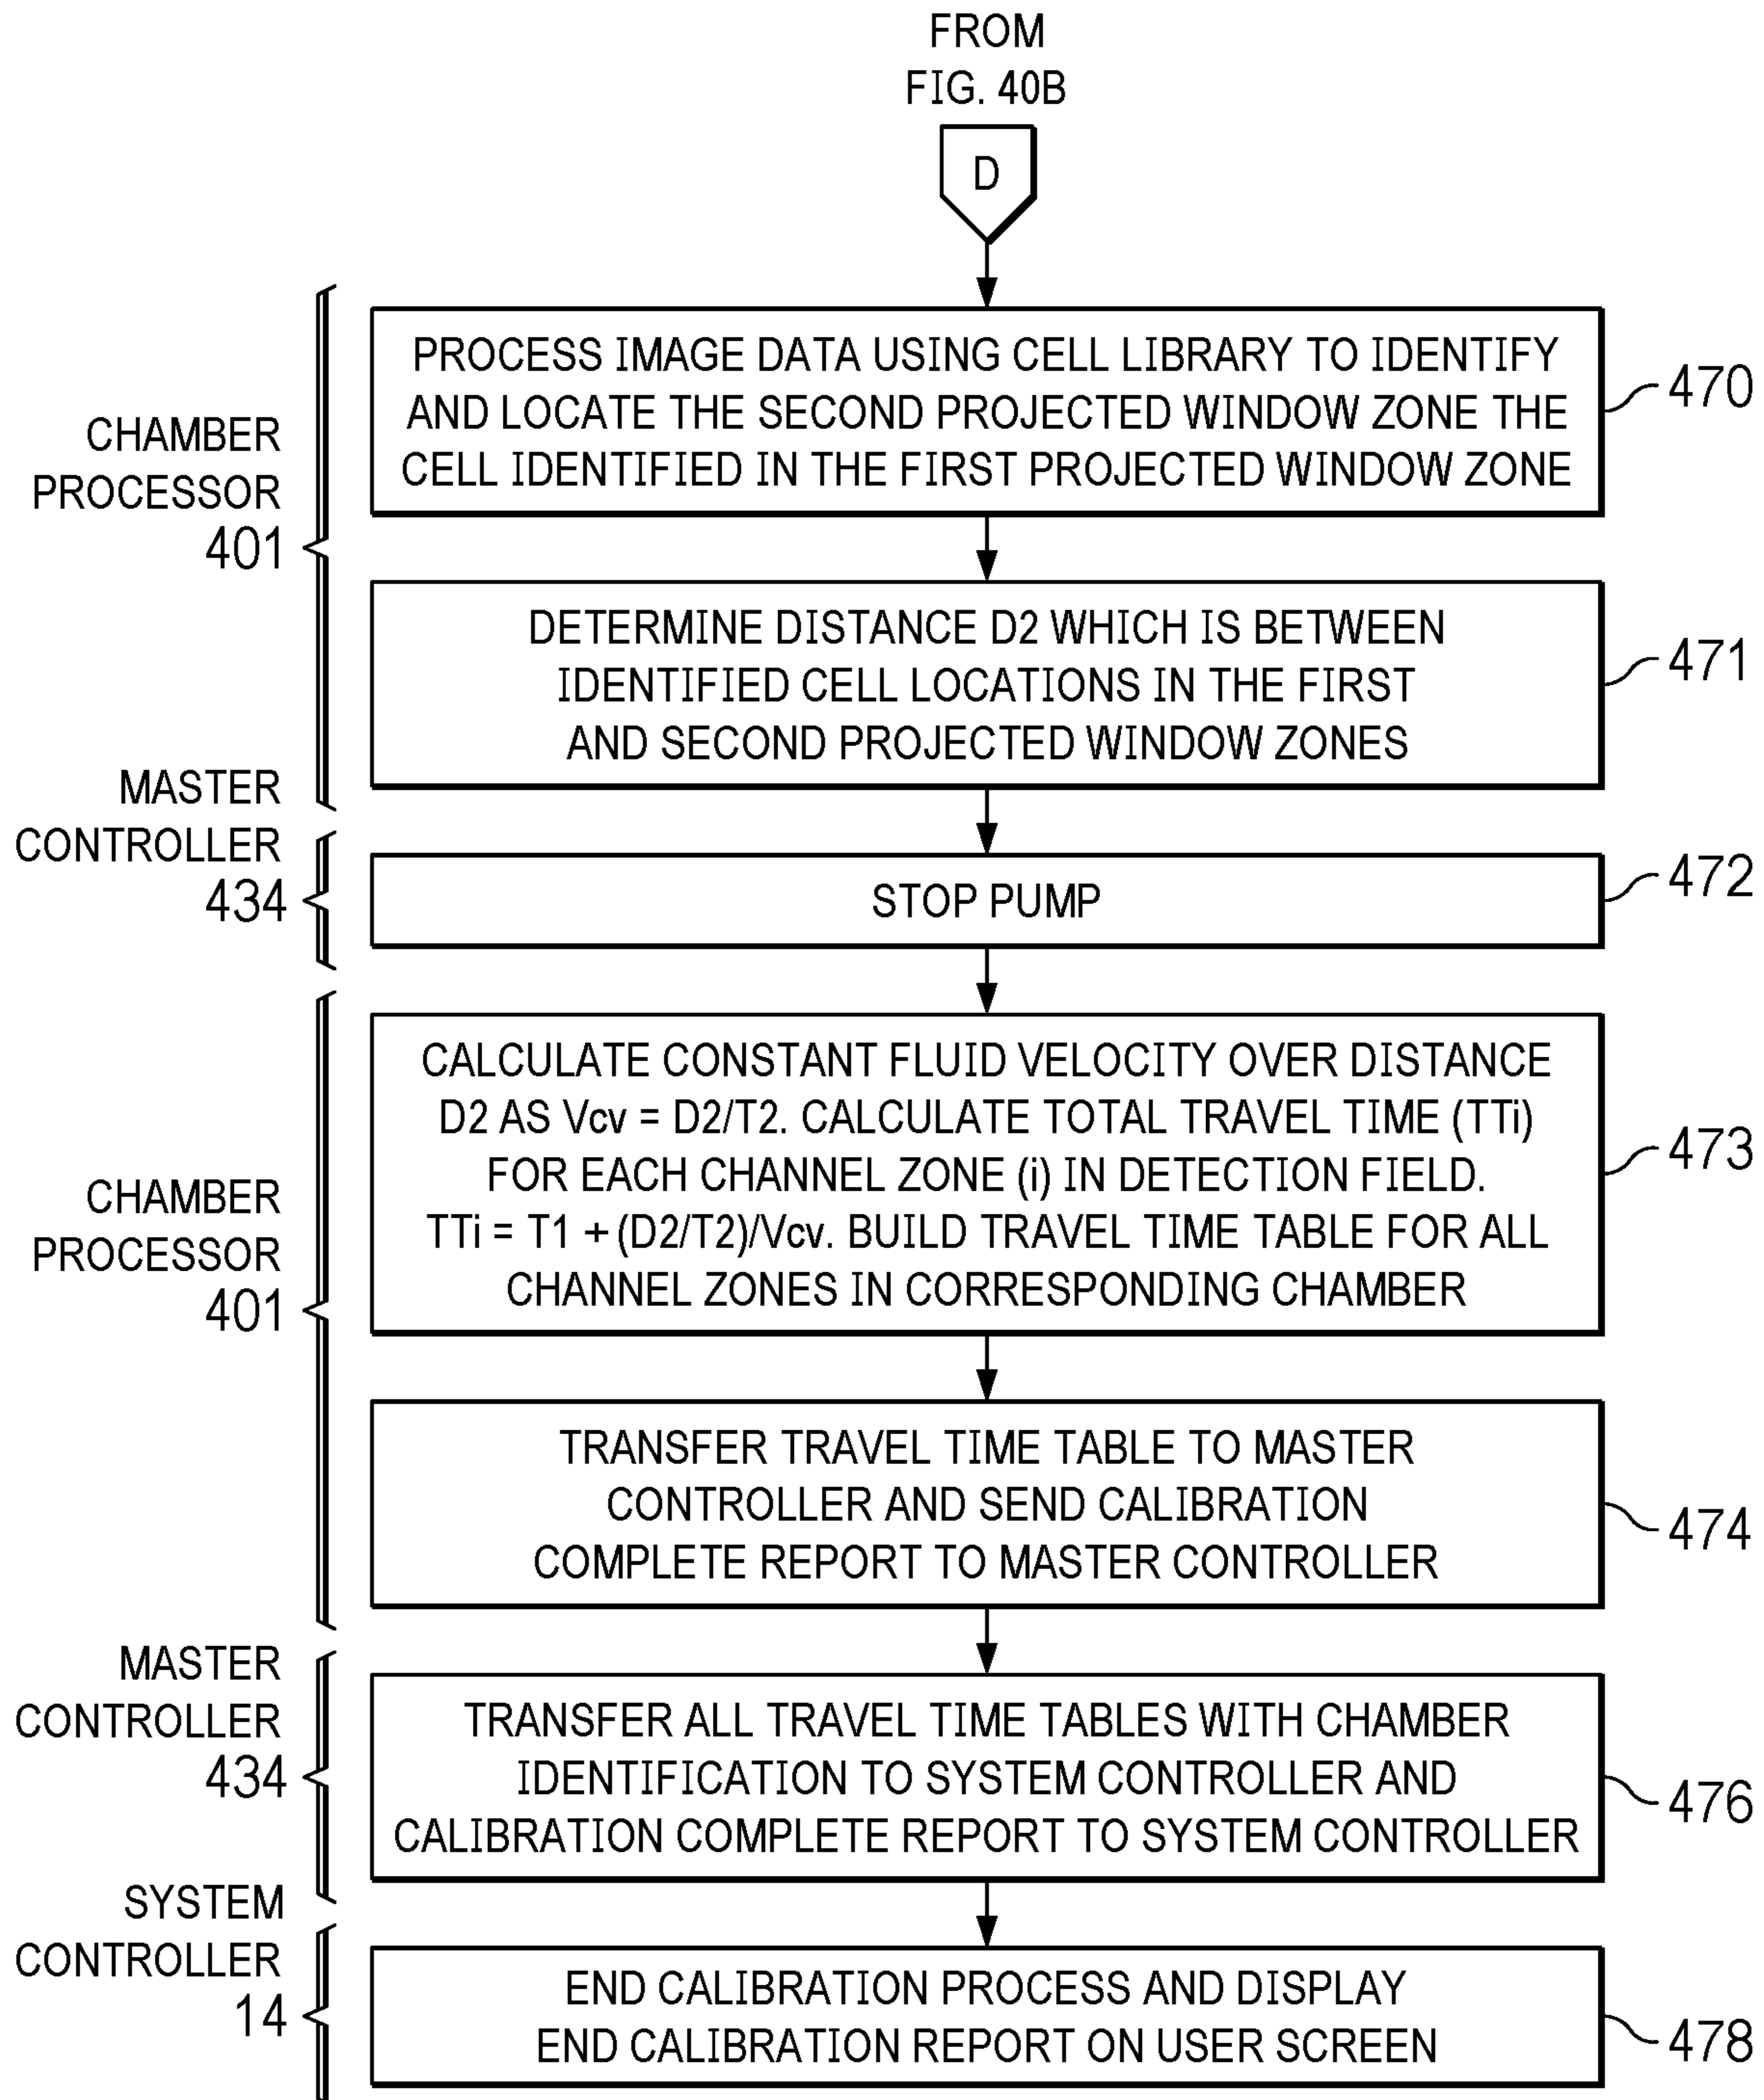 FROM
FIG. 40B
D
PROCESS IMAGE DATA USING CELL LIBRARY TO IDENTIFY
AND LOCATE THE SECOND PROJECTED WINDOW ZONE THE
CELL IDENTIFIED IN THE FIRST PROJECTED WINDOW ZONE
470
CHAMBER
PROCESSOR
401
DETERMINE DISTANCE D2 WHICH IS BETWEEN
IDENTIFIED CELL LOCATIONS IN THE FIRST
AND SECOND PROJECTED WINDOW ZONES
471
MASTER
CONTROLLER
434
STOP PUMP
472
CALCULATE CONSTANT FLUID VELOCITY OVER DISTANCE
D2 AS Vcv = D2/T2. CALCULATE TOTAL TRAVEL TIME (TTi)
FOR EACH CHANNEL ZONE (i) IN DETECTION FIELD.
TTi = T1 + (D2/T2)/Vcv. BUILD TRAVEL TIME TABLE FOR ALL
CHANNEL ZONES IN CORRESPONDING CHAMBER
473
CHAMBER
PROCESSOR
401
TRANSFER TRAVEL TIME TABLE TO MASTER
CONTROLLER AND SEND CALIBRATION
COMPLETE REPORT TO MASTER CONTROLLER
474
MASTER
CONTROLLER
434
TRANSFER ALL TRAVEL TIME TABLES WITH CHAMBER
IDENTIFICATION TO SYSTEM CONTROLLER AND
CALIBRATION COMPLETE REPORT TO SYSTEM CONTROLLER
476
SYSTEM
CONTROLLER
14
END CALIBRATION PROCESS AND DISPLAY
END CALIBRATION REPORT ON USER SCREEN
478